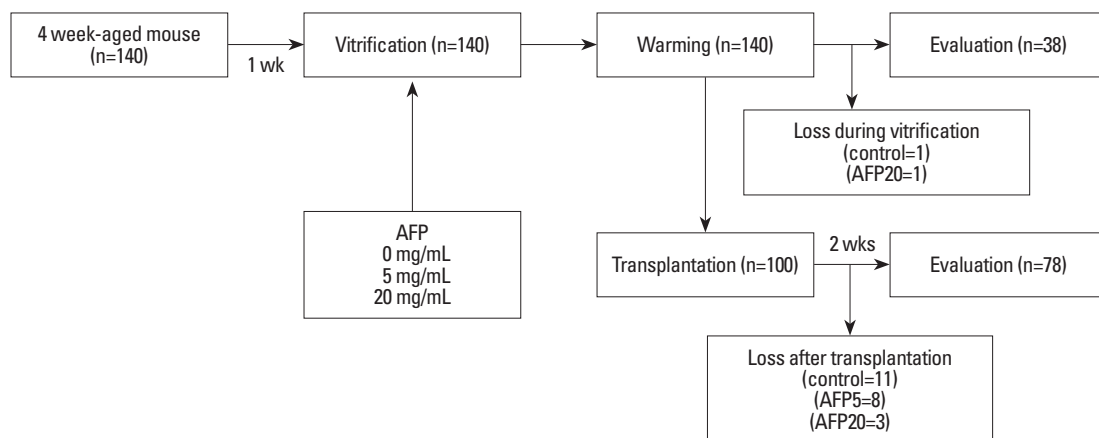 4 week-aged mouse
(n=140)
1 wk
Vitrification (n=140)
Warming (n=140)
Evaluation (n=38)
Loss during vitrification
(control=1)
(AFP20=1)
AFP
0 mg/mL
5 mg/mL
20 mg/mL
Transplantation (n=100)
2 wks
Evaluation (n=78)
Loss after transplantation
(control=11)
(AFP5=8)
(AFP20=3)